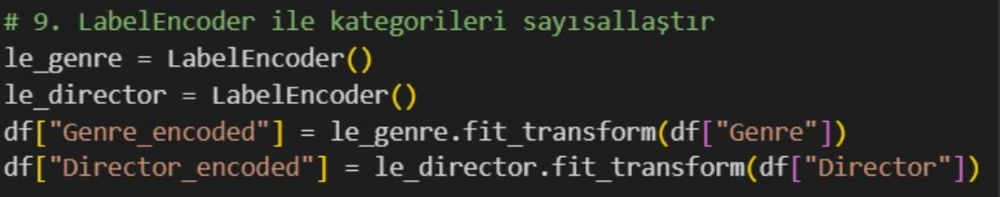 # 9. LabelEncoder ile kategorileri sayısallaştır
le_genre = LabelEncoder()
le_director = LabelEncoder()
df["Genre_encoded"] = le_genre.fit_transform(df["Genre"])
df["Director_encoded"] = le_director.fit_transform(df["Director"])